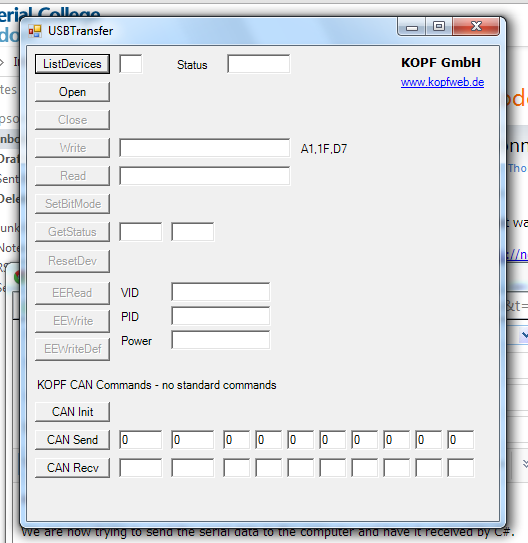 erial College
USBTransfer
ListDevices Status KOPF GmbH
Open www.kopfweb.de
Close
Write A1,1F,D7
Read
SetBitMode
GetStatus
ResetDev
EERead VID
EEWrite PID
EEWriteDef Power
KOPF CAN Commands - no standard commands
CAN Init
CAN Send 0 0 0 0 0 0 0 0 0 0
CAN Recv
We are now trying to send the serial data to the computer and have it received by C#.